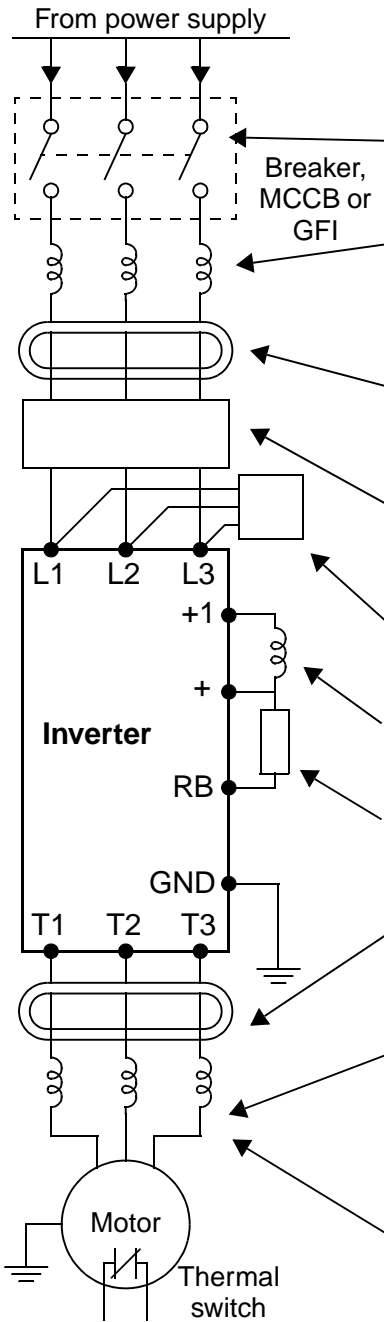 From power supply
Breaker,
MCCB or
GFI
L1 L2 L3
+1
+
Inverter
RB
GND
T1 T2 T3
Motor
Thermal
switch